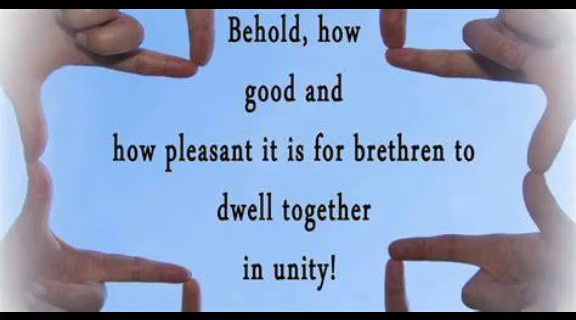 Behold, how
good and
how pleasant it is for brethren to
dwell together
in unity!